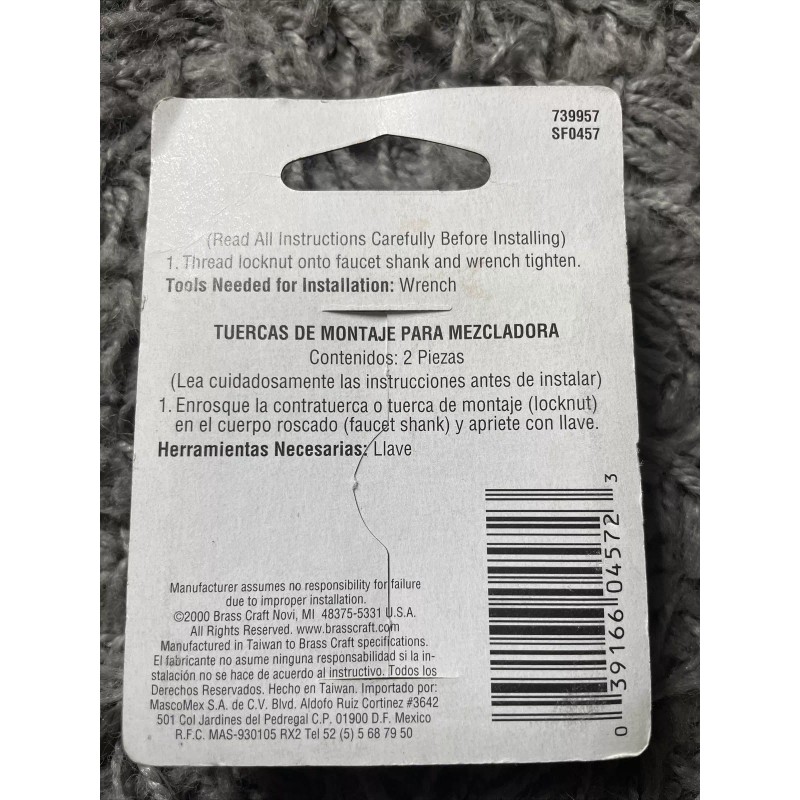 739957
SF0457
(Read All Instructions Carefully Before Installing)
1. Thread locknut onto faucet shank and wrench tighten.
Tools Needed for Installation: Wrench
TUERCAS DE MONTAJE PARA MEZCLADORA
Contenidos: 2 Piezas
(Lea cuidadosamente las instrucciones antes de instalar)
1. Enrosque la contratuerca o tuerca de montaje (locknut)
en el cuerpo roscado (faucet shank) y apriete con llave.
Herramientas Necesarias: Llave
Manufacturer assumes no responsibility for failure
due to improper installation.
©2000 Brass Craft Novi, MI 48375-5331 U.S.A.
All Rights Reserved. www.brasscraft.com.
Manufactured in Taiwan to Brass Craft specifications.
El fabricante no asume ninguna responsabilidad si la in-
stalación no se hace de acuerdo al instructivo. Todos los
Derechos Reservados. Hecho en Taiwan. Importado por:
MascoMex S.A. de C.V. Blvd. Aldofo Ruiz Cortinez #3642
501 Col Jardines del Pedregal C.P. 01900 D.F. Mexico
R.F.C. MAS-930105 RX2 Tel 52 (5) 5 68 79 50
0 39166 04572 3